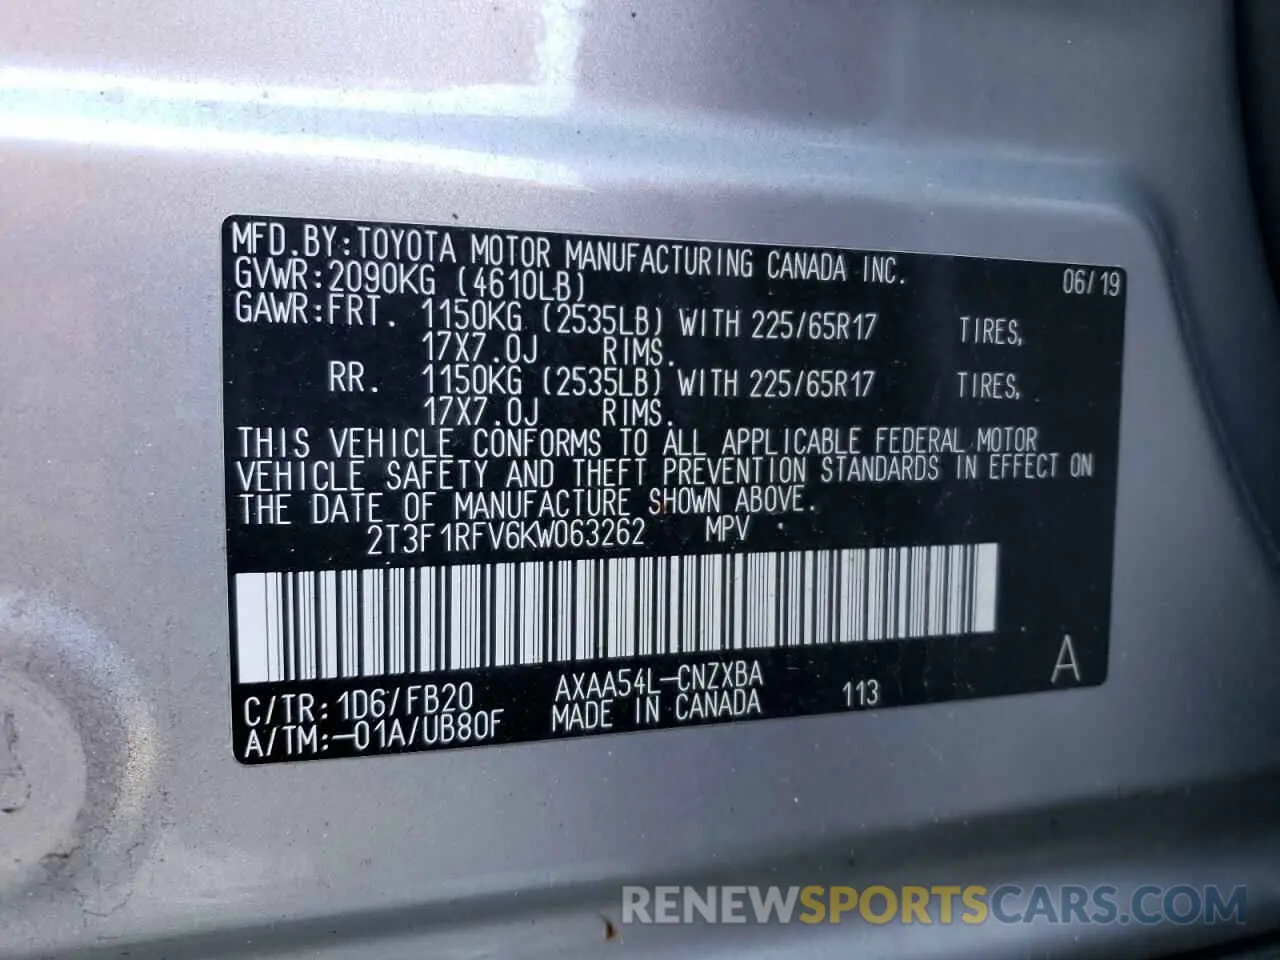 MFD.BY:TOYOTA MOTOR MANUFACTURING CANADA INC.
GVWR:2090KG (4610LB) 06/19
GAWR:FRT. 1150KG (2535LB) WITH 225/65R17 TIRES,
17X7.0J RIMS.
RR. 1150KG (2535LB) WITH 225/65R17 TIRES,
17X7.0J RIMS.
THIS VEHICLE CONFORMS TO ALL APPLICABLE FEDERAL MOTOR
VEHICLE SAFETY AND THEFT PREVENTION STANDARDS IN EFFECT ON
THE DATE OF MANUFACTURE SHOWN ABOVE.
2T3F1RFV6KW063262 MPV
A
C/TR:1D6/FB20 AXAA54L-CNZXBA
A/TM:-01A/UB80F MADE IN CANADA 113
RENEWSPORTSCARS.COM